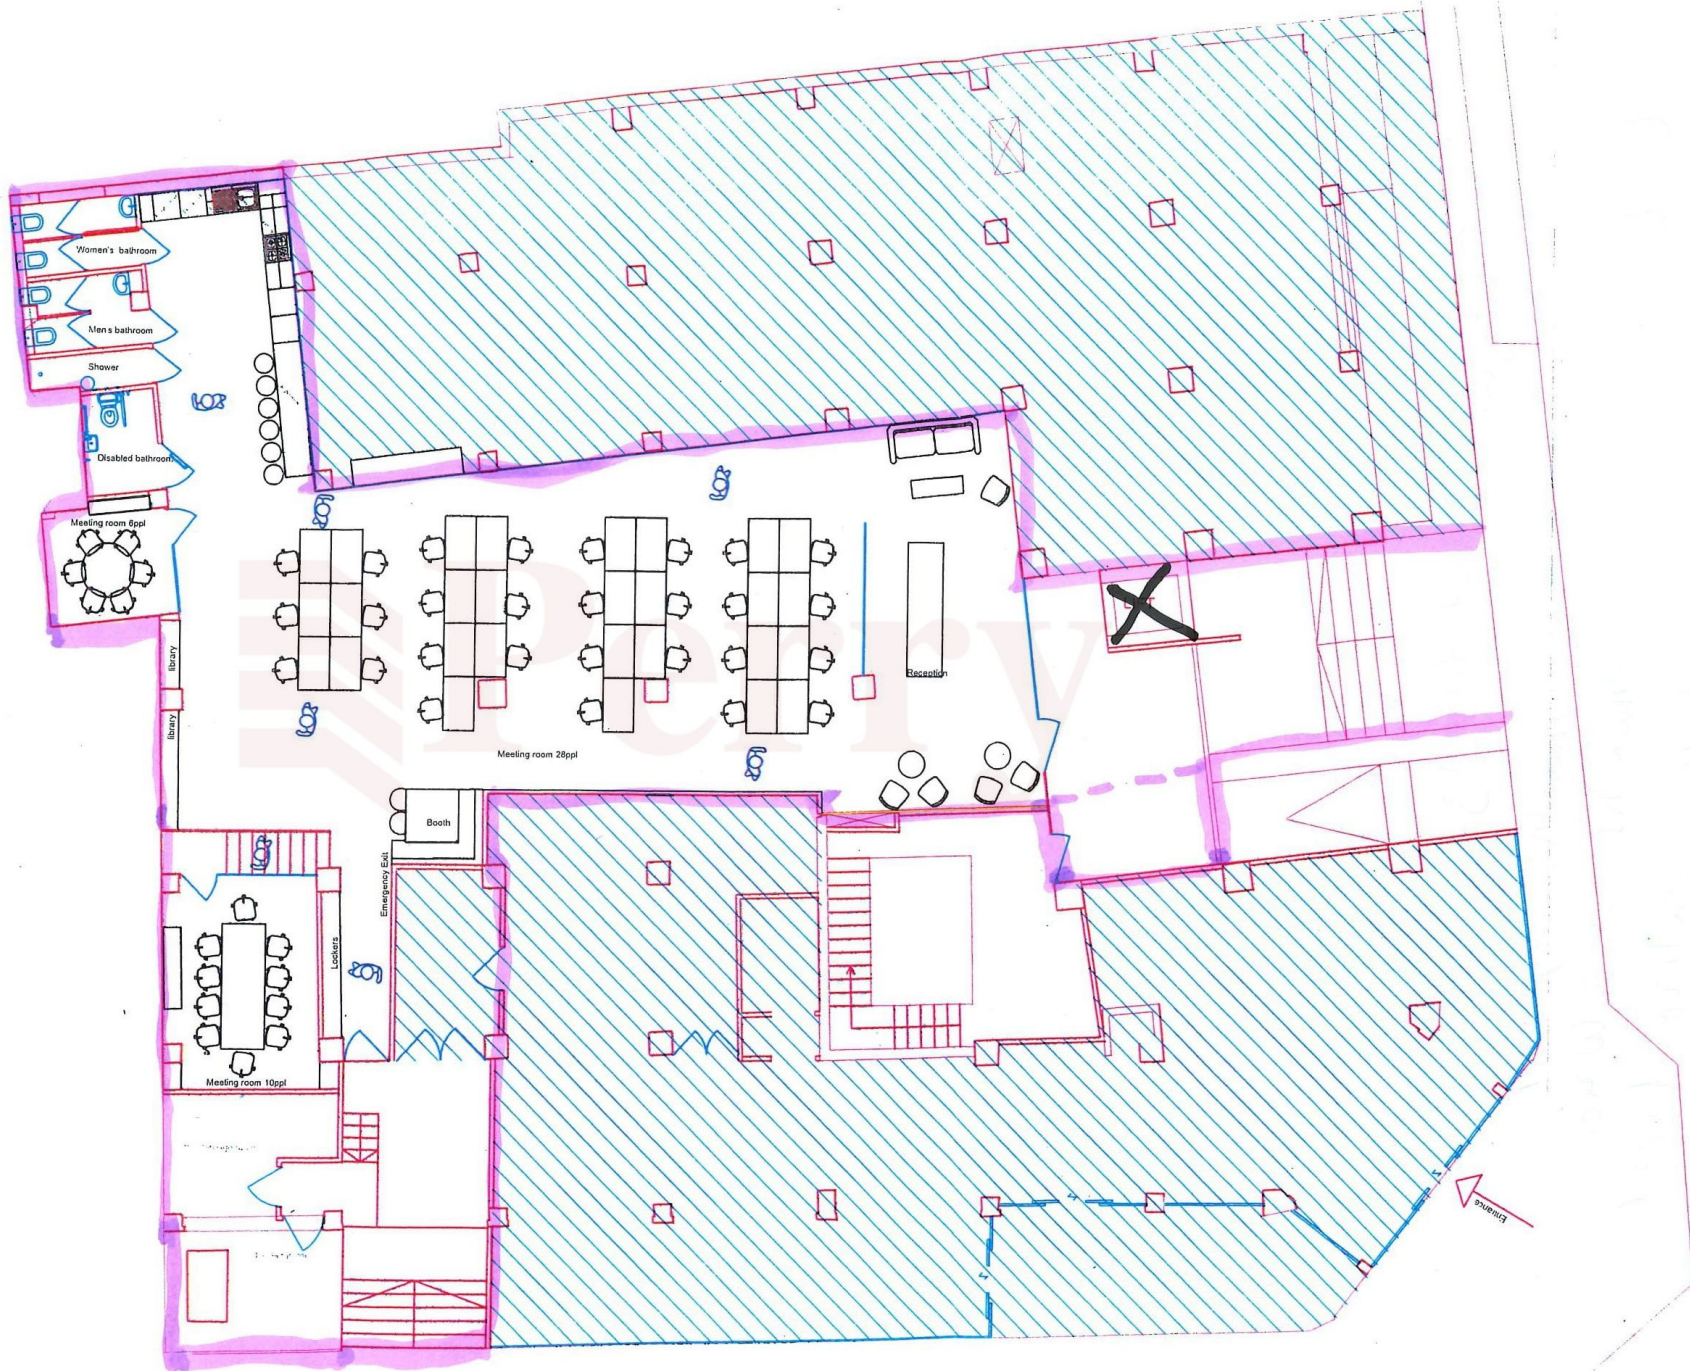 Women's bathroom
Men s bathroom
Shower
Disabled bathroom
Meeting room 6ppl
library
library
Perry
Reception
Meeting room 28ppl
Booth
Emergency Exit
Lockers
Meeting room 10ppl
Entrance